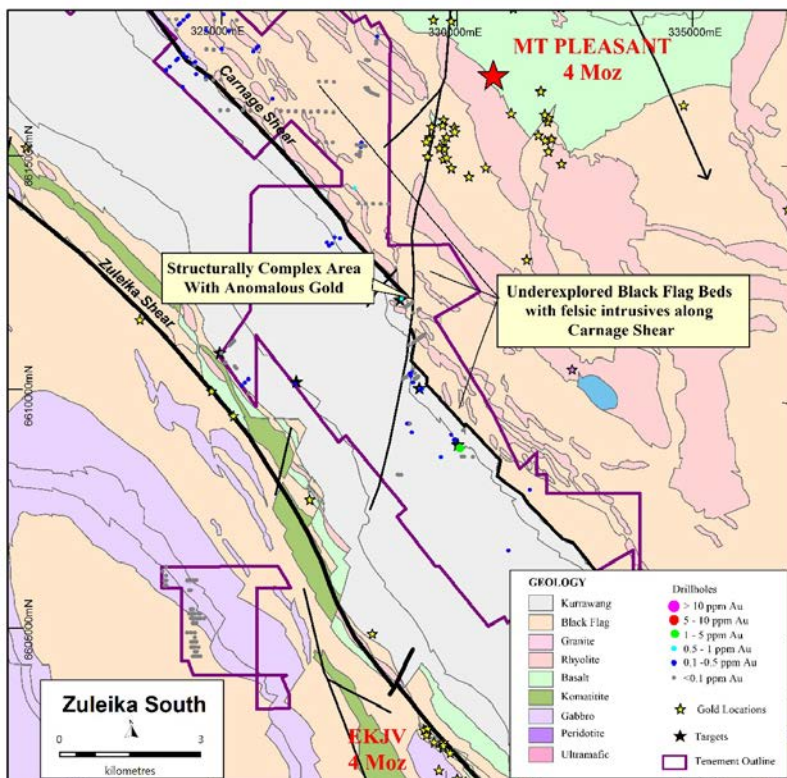 325000mE
330000mE
335000mE
MT PLEASANT
4 Moz
Carnage Shear
6615000mN
Zuleika Shear
Structurally Complex Area
With Anomalous Gold
Underexplored Black Flag Beds
with felsic intrusives along
Carnage Shear
6610000mN
6606000mN
EKJV
4 Moz
Zuleika South
0
3
kilometres
GEOLOGY
Kurrawang
Black Flag
Granite
Rhyolite
Basalt
Komatitite
Gabbro
Peridotite
Ultramafic
Drillholes
> 10 ppm Au
5 - 10 ppm Au
1 - 5 ppm Au
0.5 - 1 ppm Au
0.1 -0.5 ppm Au
<0.1 ppm Au
Gold Locations
Targets
Tenement Outline